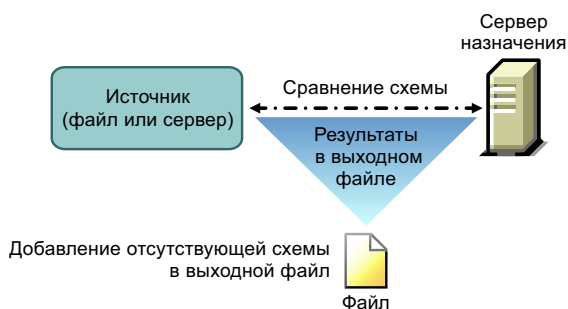 Сервер
назначения
Источник
(файл или сервер)
Сравнение схемы
Результаты
в выходном
файле
Добавление отсутствующей схемы
в выходной файл
Файл